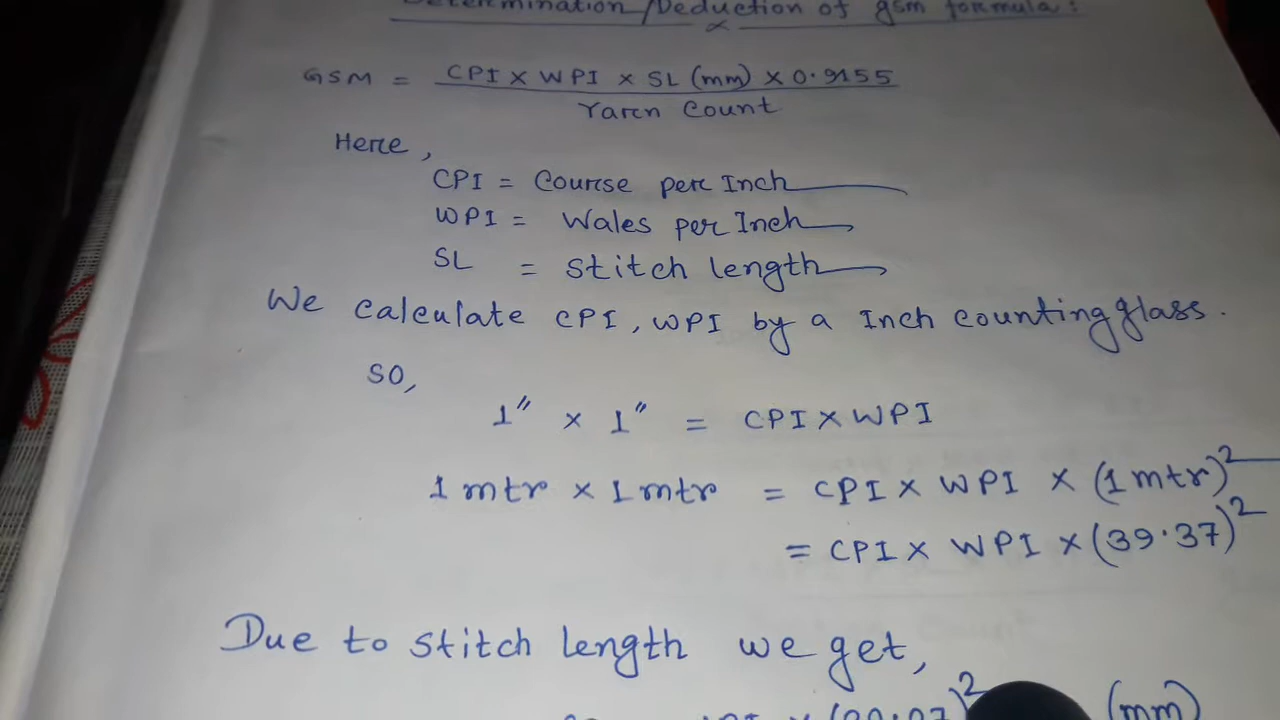 Determination/Deduction of gsm formula:
GSM = CPI × WPI × SL (mm) × 0.9155
Yarn Count
Here,
CPI = Course per Inch
WPI = Wales per Inch
SL = Stitch length
We calculate CPI, WPI by a Inch counting glass.
SO,
1" × 1" = CPI × WPI
1 mtr × 1 mtr = CPI × WPI × (1 mtr)²
= CPI × WPI × (39.37)²
Due to stitch length we get,
(mm)